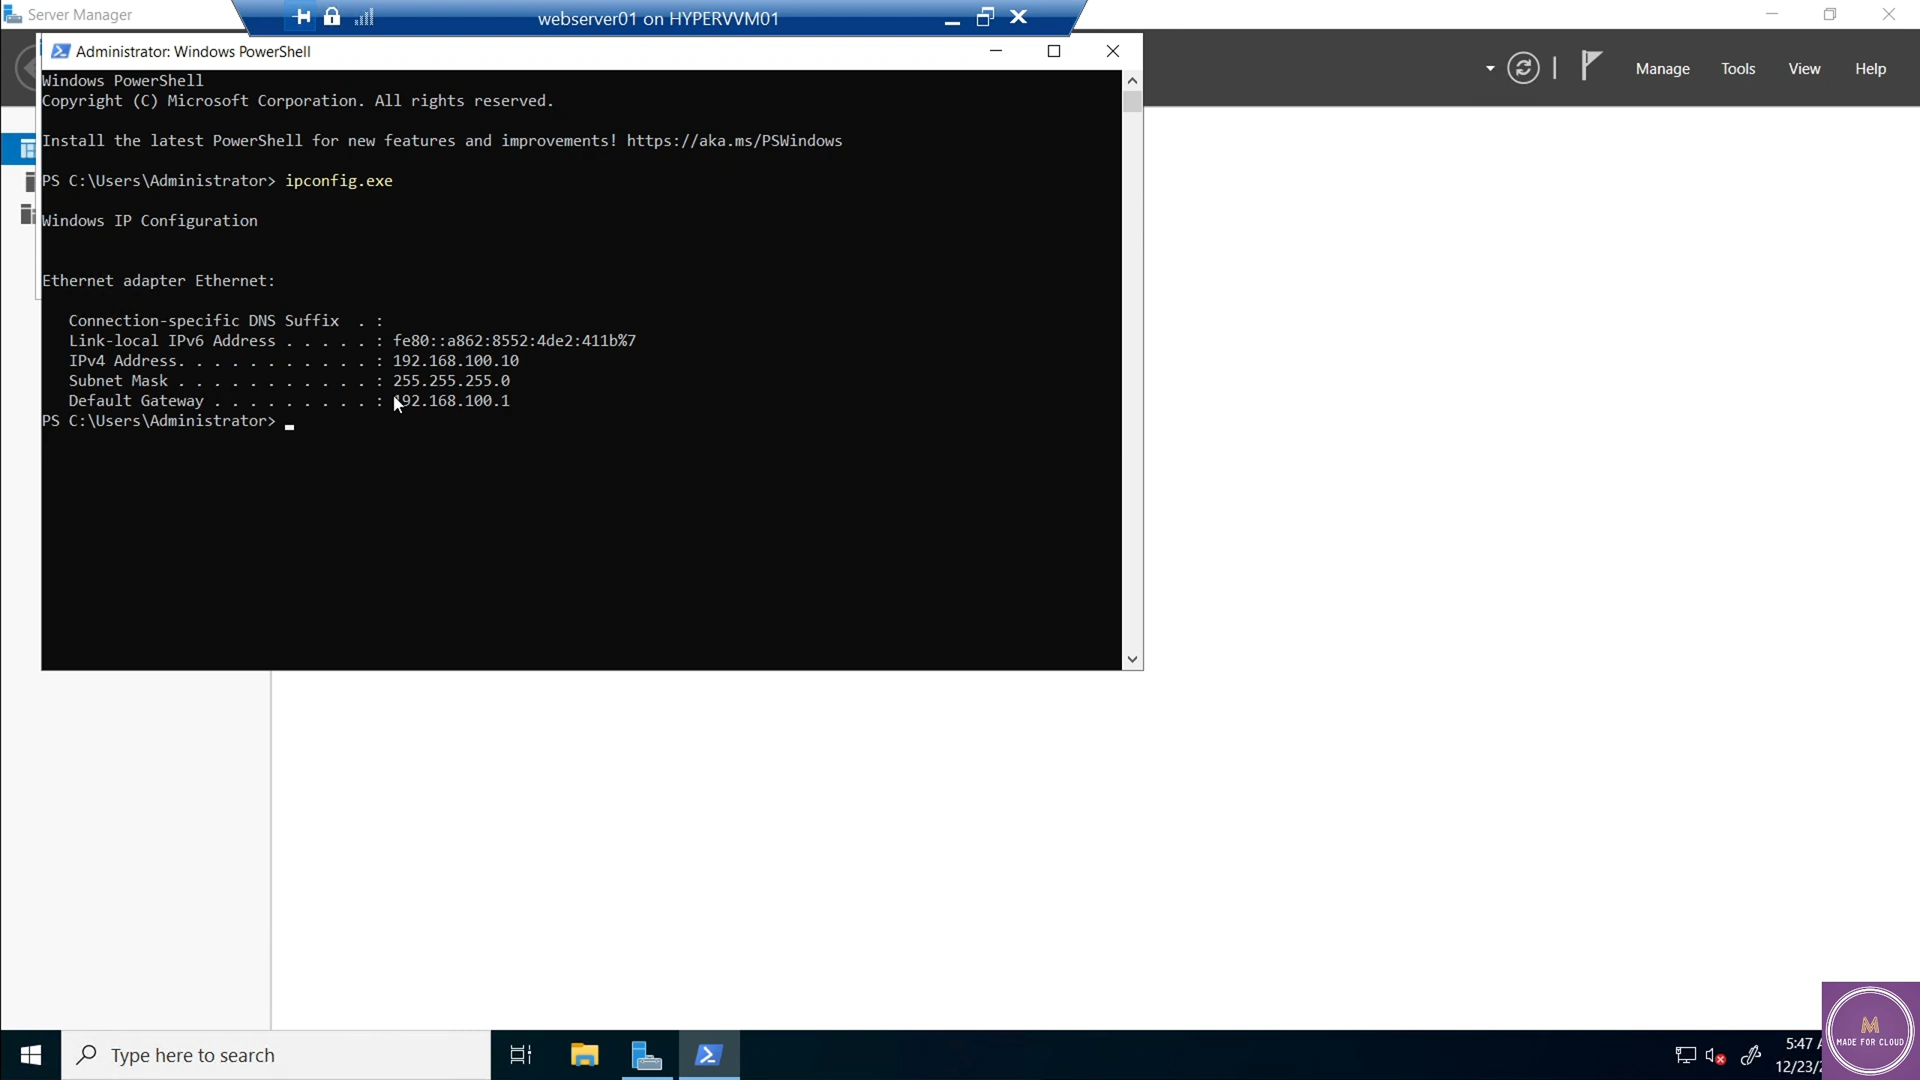 Server Manager
webserver01 on HYPERVVM01
Administrator: Windows PowerShell
Manage Tools View Help
Windows PowerShell
Copyright (C) Microsoft Corporation. All rights reserved.
Install the latest PowerShell for new features and improvements! https://aka.ms/PSWindows
PS C:\Users\Administrator> ipconfig.exe
Windows IP Configuration
Ethernet adapter Ethernet:
Connection-specific DNS Suffix . :
Link-local IPv6 Address . . . . . : fe80::a862:8552:4de2:411b%7
IPv4 Address. . . . . . . . . . . : 192.168.100.10
Subnet Mask . . . . . . . . . . . : 255.255.255.0
Default Gateway . . . . . . . . . : 192.168.100.1
PS C:\Users\Administrator>
Type here to search
5:47 A
12/23/
M
MADE FOR CLOUD